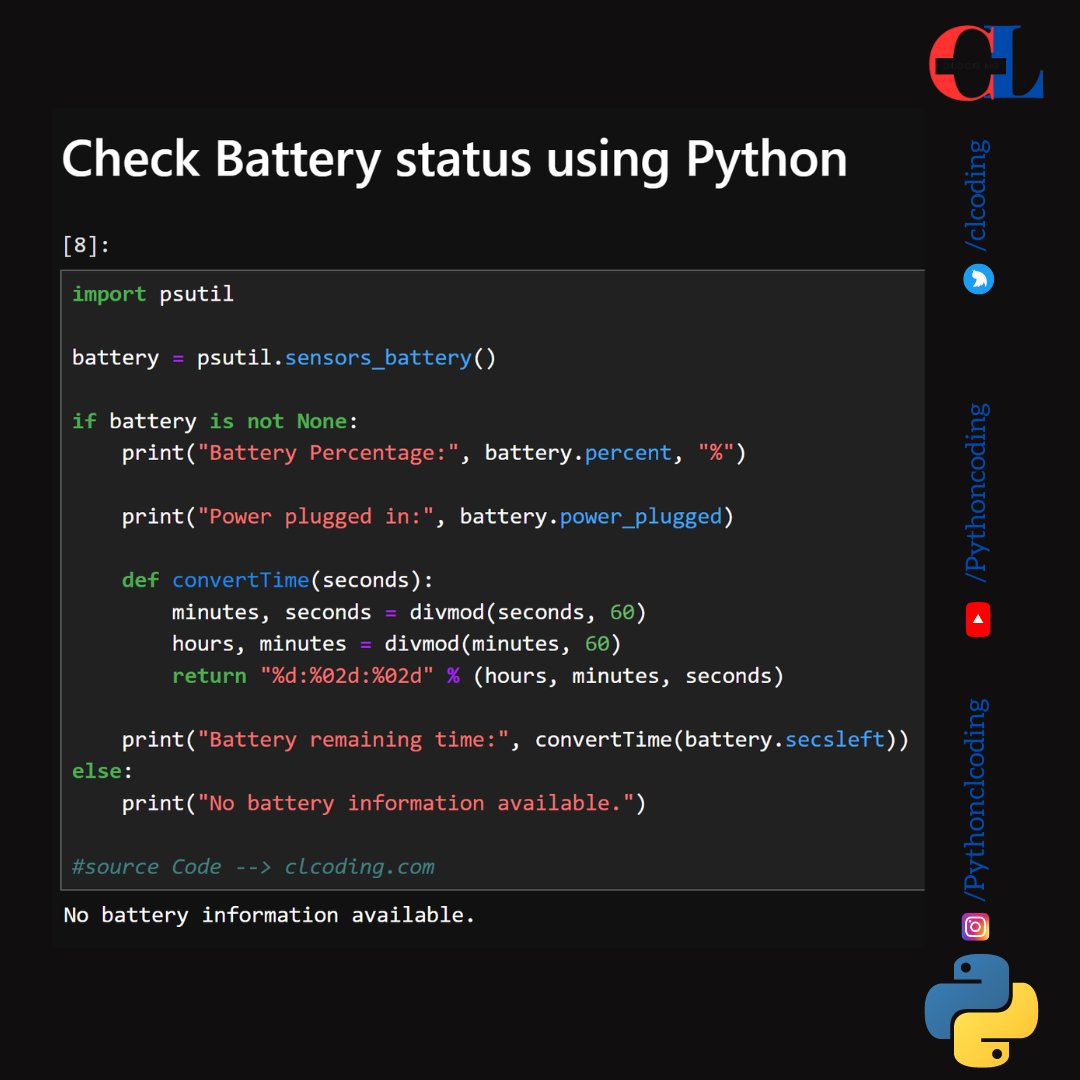 CL
Check Battery status using Python
[8]:
import psutil
battery = psutil.sensors_battery()
if battery is not None:
    print("Battery Percentage:", battery.percent, "%")
    print("Power plugged in:", battery.power_plugged)
    def convertTime(seconds):
        minutes, seconds = divmod(seconds, 60)
        hours, minutes = divmod(minutes, 60)
        return "%d:%02d:%02d" % (hours, minutes, seconds)
    print("Battery remaining time:", convertTime(battery.secsleft))
else:
    print("No battery information available.")
#source Code --> clcoding.com
No battery information available.
/clcoding
/Pythoncoding
/Pythonclcoding